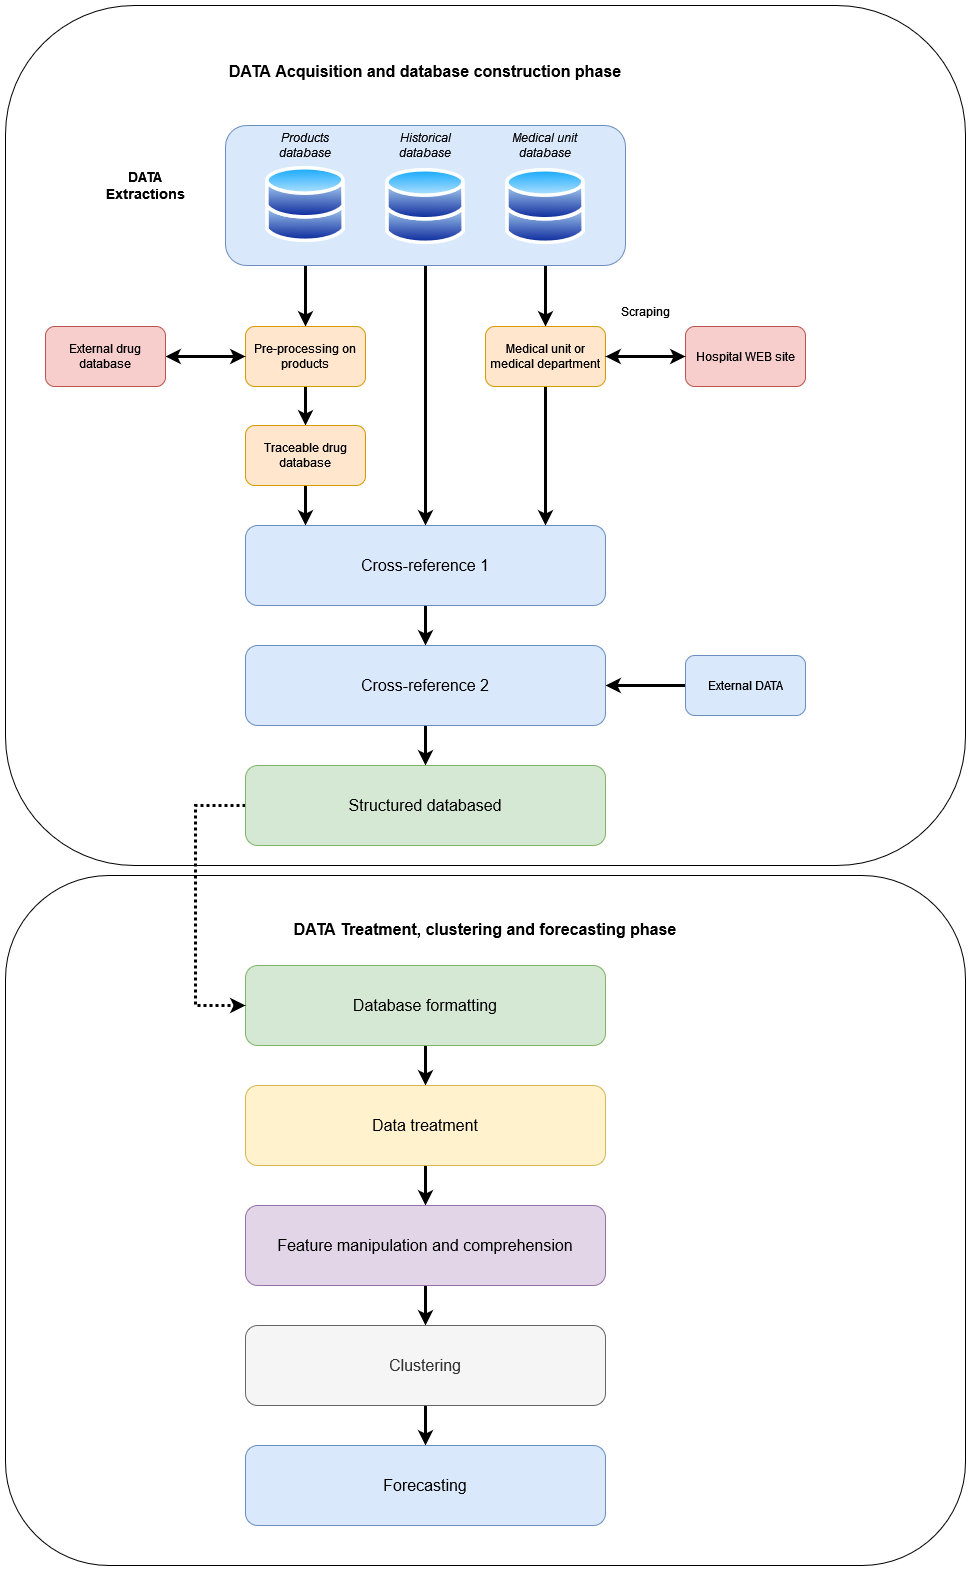 DATA Acquisition and database construction phase
DATA
Extractions
Products
database
Historical
database
Medical unit
database
Scraping
External drug
database
Pre-processing on
products
Medical unit or
medical department
Hospital WEB site
Traceable drug
database
Cross-reference 1
Cross-reference 2
External DATA
Structured databased
DATA Treatment, clustering and forecasting phase
Database formatting
Data treatment
Feature manipulation and comprehension
Clustering
Forecasting